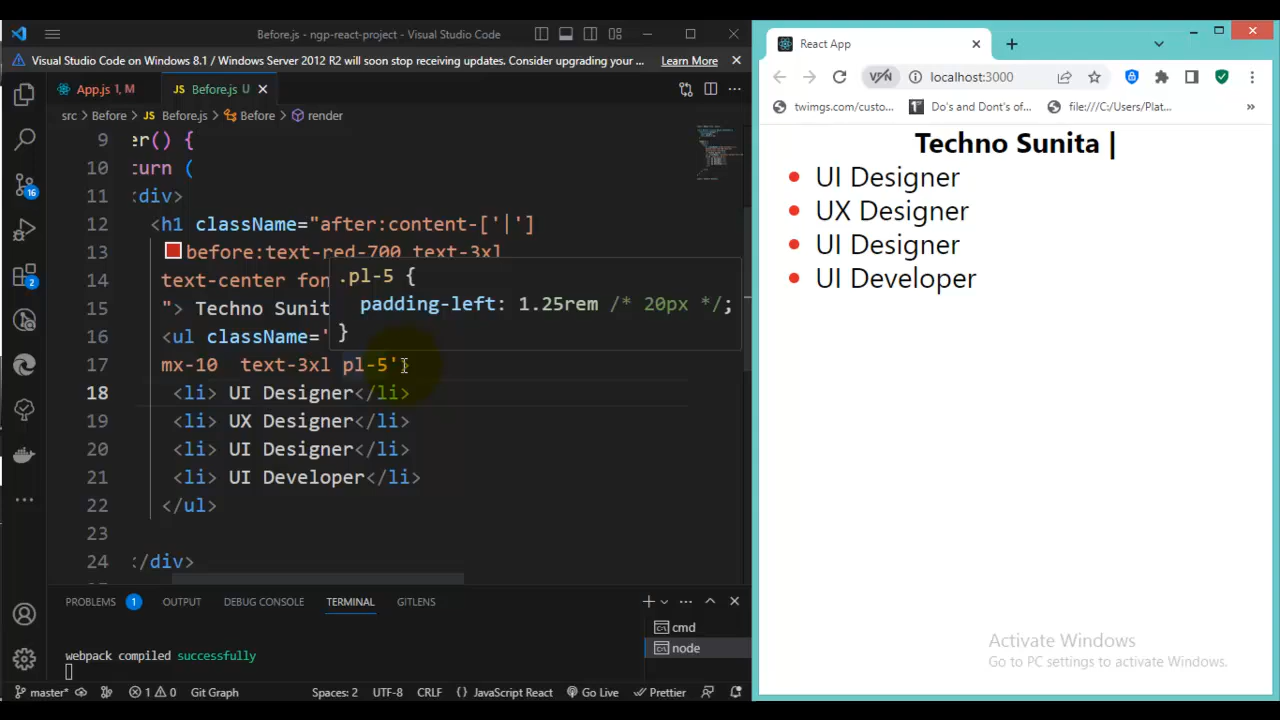 Before.js - ngp-react-project - Visual Studio Code
Visual Studio Code on Windows 8.1 / Windows Server 2012 R2 will soon stop receiving updates. Consider upgrading your ... Learn More
App.js 1, M
JS Before.js U
src > Before > JS Before.js > Before > render
9 er() {
10 turn (
11 <div>
12 <h1 className="after:content-['|']
13 before:text-red-700 text-3xl
14 text-center fon
15 "> Techno Sunit
16 <ul className='
17 mx-10 text-3xl pl-5'>
18 <li> UI Designer</li>
19 <li> UX Designer</li>
20 <li> UI Designer</li>
21 <li> UI Developer</li>
22 </ul>
23
24 </div>
.pl-5 {
padding-left: 1.25rem /* 20px */;
}
16
2
PROBLEMS 1 OUTPUT DEBUG CONSOLE TERMINAL GITLENS
webpack compiled successfully
cmd
node
master* 1 0 Git Graph Spaces: 2 UTF-8 CRLF {} JavaScript React Go Live Prettier
React App
VPN localhost:3000
twimgs.com/custo... Do's and Dont's of... file:///C:/Users/Plat... »
Techno Sunita |
UI Designer
UX Designer
UI Designer
UI Developer
Activate Windows
Go to PC settings to activate Windows.